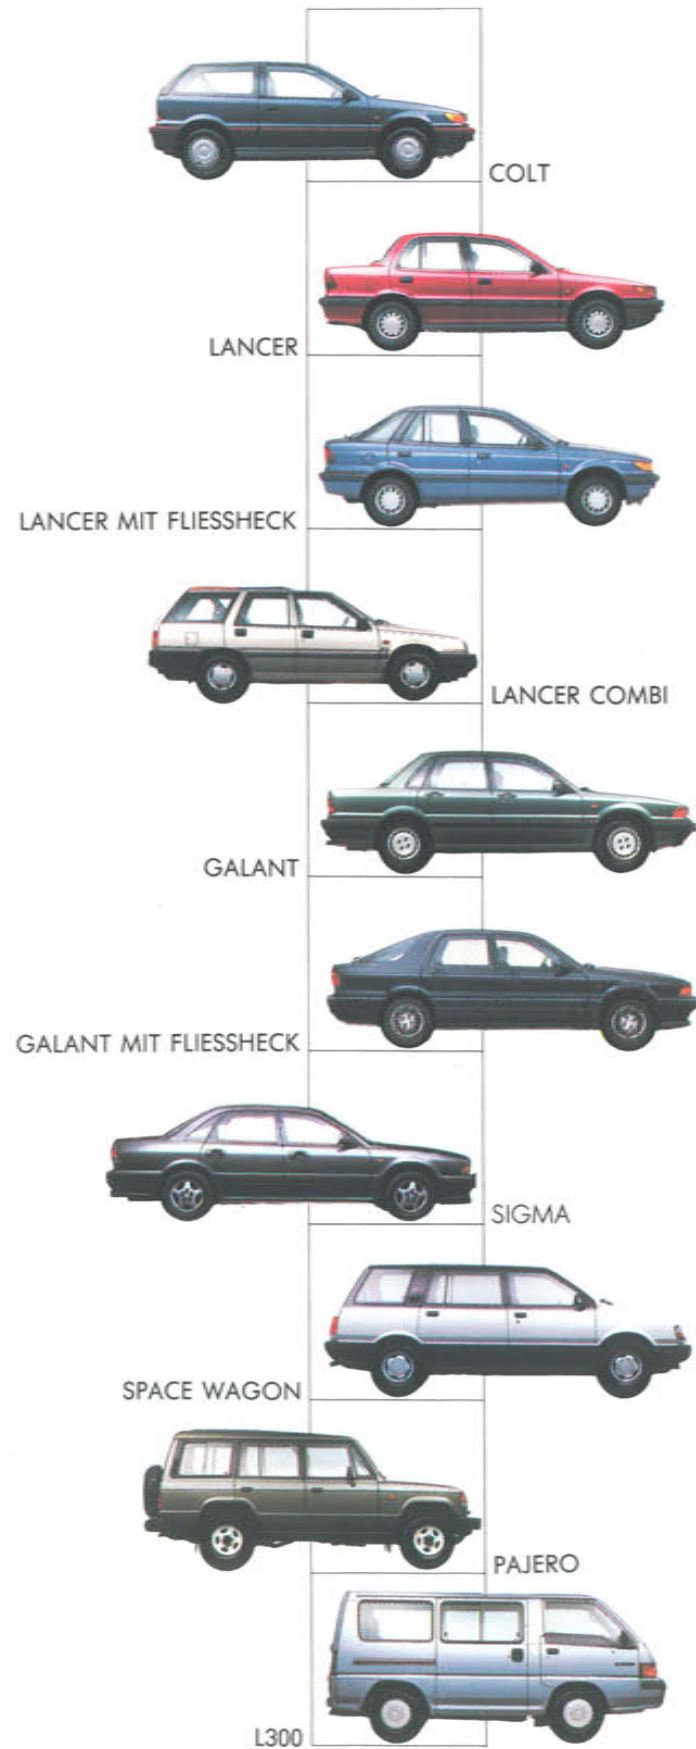 COLT
LANCER
LANCER MIT FLIESSHECK
LANCER COMBI
GALANT
GALANT MIT FLIESSHECK
SIGMA
SPACE WAGON
PAJERO
L300